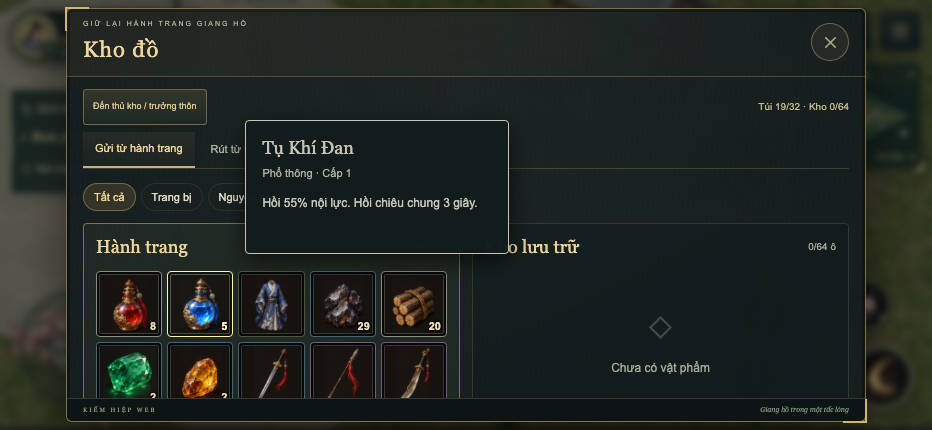 GIỮ LẠI HÀNH TRANG GIANG HỒ
Kho đồ
Đến thủ kho / trưởng thôn
Túi 19/32 · Kho 0/64
Gửi từ hành trang
Rút từ
Tất cả
Trang bị
Tụ Khí Đan
Phổ thông · Cấp 1
Hồi 55% nội lực. Hồi chiêu chung 3 giây.
Hành trang
lưu trữ
0/64 ô
8
5
29
20
Chưa có vật phẩm
KIẾM HIỆP WEB
Giang hồ trong một tấc lòng